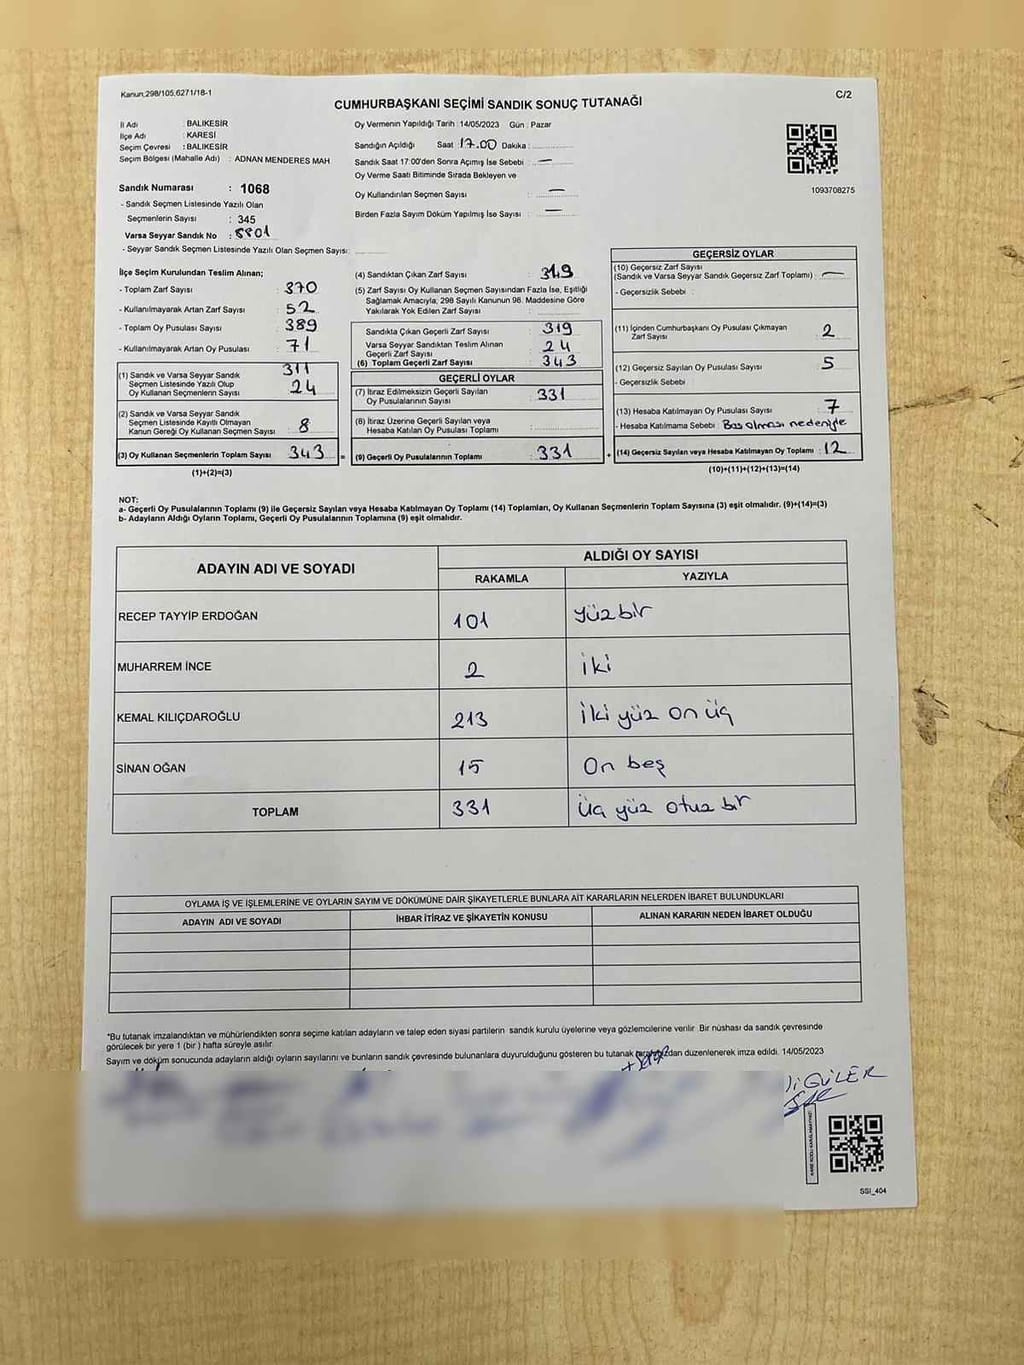 Kanun;298/105,6271/18-1
C/2
CUMHURBAŞKANI SEÇİMİ SANDIK SONUÇ TUTANAĞI
İl Adı : BALIKESİR
İlçe Adı : KARESİ
Seçim Çevresi : BALIKESİR
Seçim Bölgesi (Mahalle Adı) : ADNAN MENDERES MAH
Sandık Numarası : 1068
- Sandık Seçmen Listesinde Yazılı Olan
Seçmenlerin Sayısı : 345
Varsa Seyyar Sandık No : 8801
- Seyyar Sandık Seçmen Listesinde Yazılı Olan Seçmen Sayısı:
Oy Vermenin Yapıldığı Tarih : 14/05/2023 Gün : Pazar
Sandığın Açıldığı Saat : 17.00 Dakika :
Sandık Saat 17:00'den Sonra Açımış İse Sebebi : —
Oy Verme Saati Bitiminde Sırada Bekleyen ve
Oy Kullandırılan Seçmen Sayısı : —
Birden Fazla Sayım Döküm Yapılmış İse Sayısı : —
1093708275
İlçe Seçim Kurulundan Teslim Alınan;
- Toplam Zarf Sayısı : 370
- Kullanılmayarak Artan Zarf Sayısı : 52
- Toplam Oy Pusulası Sayısı : 389
- Kullanılmayarak Artan Oy Pusulası : 71
(1) Sandık ve Varsa Seyyar Sandık 311
Seçmen Listesinde Yazılı Olup 24
Oy Kullanan Seçmenlerin Sayısı
(2) Sandık ve Varsa Seyyar Sandık
Seçmen Listesinde Kayıtlı Olmayan
Kanun Gereği Oy Kullanan Seçmen Sayısı : 8
(3) Oy Kullanan Seçmenlerin Toplam Sayısı : 343 =
(1)+(2)=(3)
(4) Sandıktan Çıkan Zarf Sayısı : 319
(5) Zarf Sayısı Oy Kullanan Seçmen Sayısından Fazla İse, Eşitliği
Sağlamak Amacıyla, 298 Sayılı Kanunun 98. Maddesine Göre
Yakılarak Yok Edilen Zarf Sayısı :
Sandıkta Çıkan Geçerli Zarf Sayısı : 319
Varsa Seyyar Sandıktan Teslim Alınan
Geçerli Zarf Sayısı : 24
(6) Toplam Geçerli Zarf Sayısı : 343
GEÇERLİ OYLAR
(7) İtiraz Edilmeksizin Geçerli Sayılan
Oy Pusulalarının Sayısı : 331
(8) İtiraz Üzerine Geçerli Sayılan veya
Hesaba Katılan Oy Pusulası Toplamı :
(9) Geçerli Oy Pusulalarının Toplamı : 331 +
GEÇERSİZ OYLAR
(10) Geçersiz Zarf Sayısı
(Sandık ve Varsa Seyyar Sandık Geçersiz Zarf Toplamı) : —
- Geçersizlik Sebebi :
(11) İçinden Cumhurbaşkanı Oy Pusulası Çıkmayan
Zarf Sayısı : 2
(12) Geçersiz Sayılan Oy Pusulası Sayısı : 5
- Geçersizlik Sebebi :
(13) Hesaba Katılmayan Oy Pusulası Sayısı : 7
- Hesaba Katılmama Sebebi : Boş olması nedeniyle
(14) Geçersiz Sayılan veya Hesaba Katılmayan Oy Toplamı : 12
(10)+(11)+(12)+(13)=(14)
NOT:
a- Geçerli Oy Pusulalarının Toplamı (9) ile Geçersiz Sayılan veya Hesaba Katılmayan Oy Toplamı (14) Toplamları, Oy Kullanan Seçmenlerin Toplam Sayısına (3) eşit olmalıdır. (9)+(14)=(3)
b- Adayların Aldığı Oyların Toplamı, Geçerli Oy Pusulalarının Toplamına (9) eşit olmalıdır.
ADAYIN ADI VE SOYADI
ALDIĞI OY SAYISI
RAKAMLA YAZIYLA
RECEP TAYYİP ERDOĞAN 101 yüz bir
MUHARREM İNCE 2 iki
KEMAL KILIÇDAROĞLU 213 iki yüz on üç
SİNAN OĞAN 15 On beş
TOPLAM 331 Üç yüz otuz bir
OYLAMA İŞ VE İŞLEMLERİNE VE OYLARIN SAYIM VE DÖKÜMÜNE DAİR ŞİKAYETLERLE BUNLARA AİT KARARLARIN NELERDEN İBARET BULUNDUKLARI
ADAYIN ADI VE SOYADI İHBAR İTİRAZ VE ŞİKAYETİN KONUSU ALINAN KARARIN NEDEN İBARET OLDUĞU
*Bu tutanak imzalandıktan ve mühürlendikten sonra seçime katılan adayların ve talep eden siyasi partilerin sandık kurulu üyelerine veya gözlemcilerine verilir. Bir nüshası da sandık çevresinde
görülecek bir yere 1 (bir ) hafta süreyle asılır.
Sayım ve döküm sonucunda adayların aldığı oyların sayılarını ve bunların sandık çevresinde bulunanlara duyurulduğunu gösteren bu tutanak tarafımızdan düzenlenerek imza edildi. 14/05/2023
GÜLER
SSİ_404